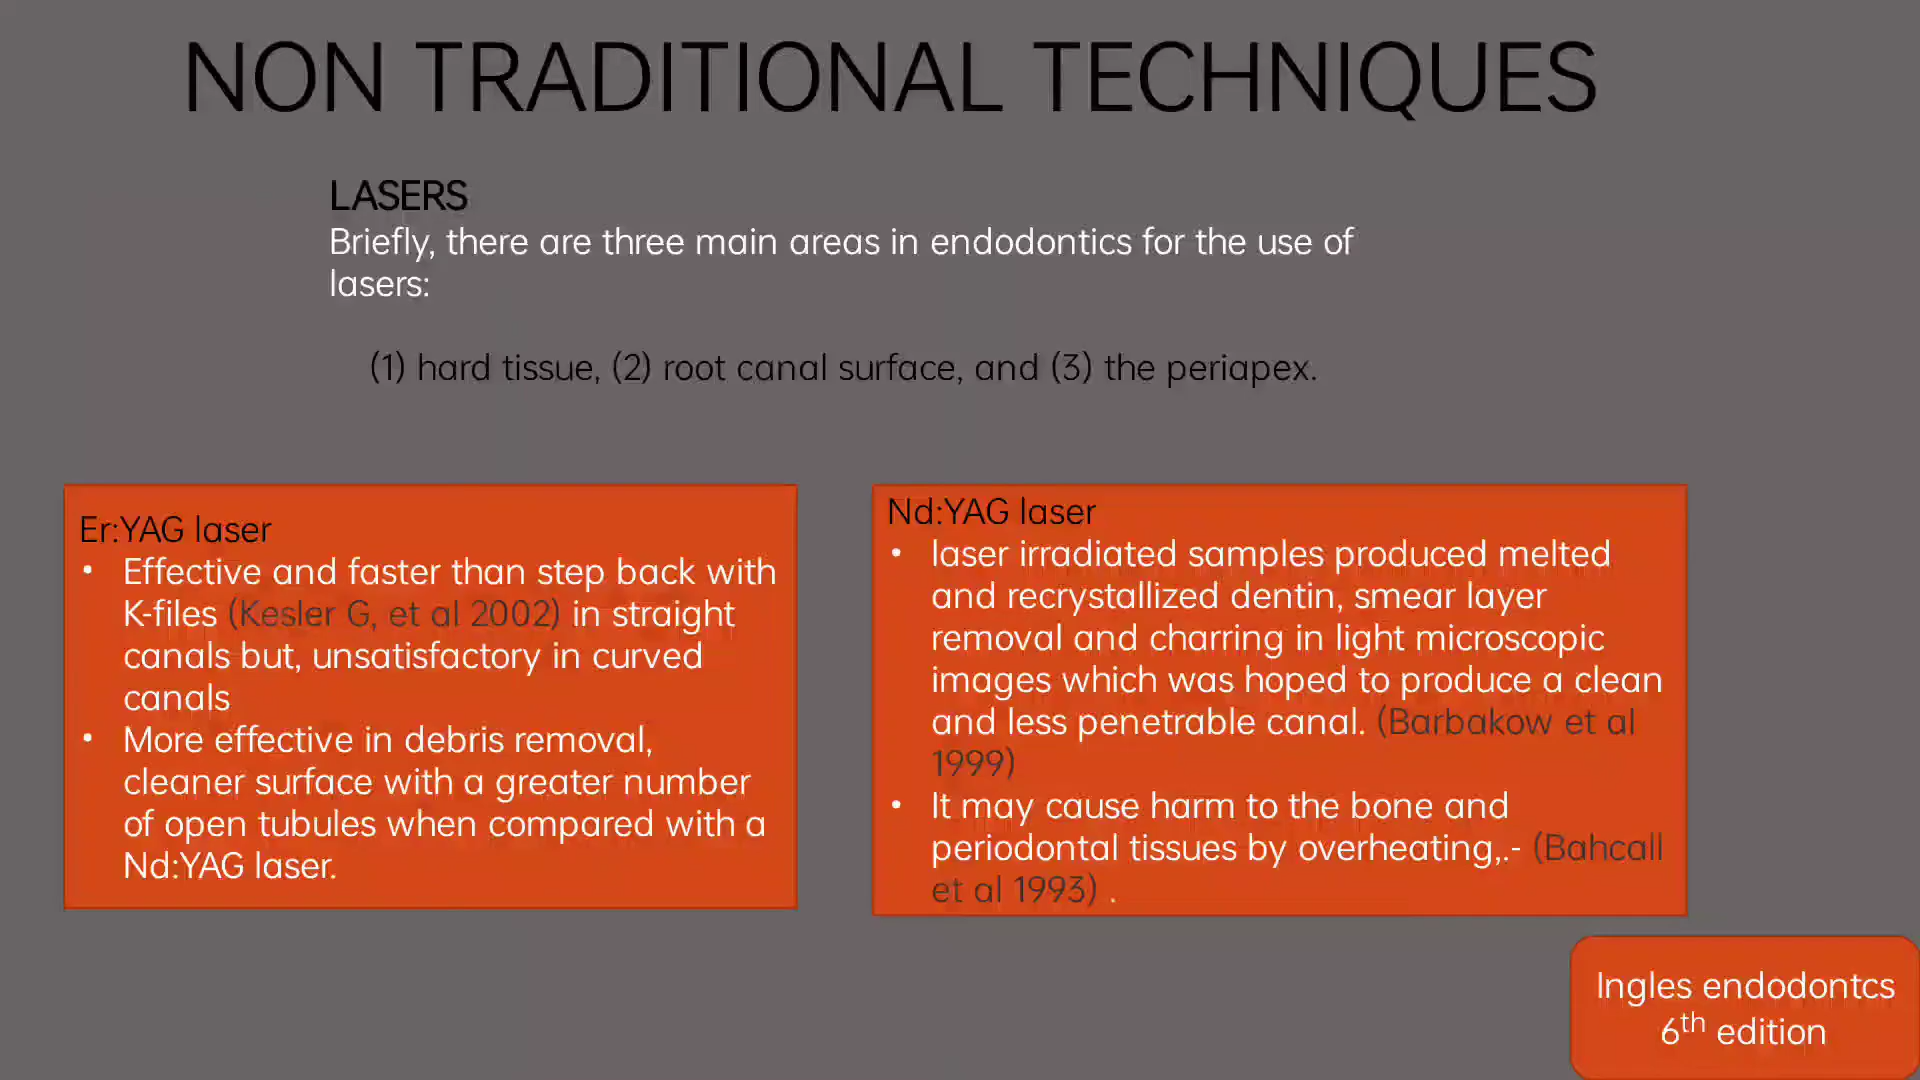 NON TRADITIONAL TECHNIQUES
LASERS
Briefly, there are three main areas in endodontics for the use of
lasers:
(1) hard tissue, (2) root canal surface, and (3) the periapex.
Er:YAG laser
• Effective and faster than step back with
K-files (Kesler G, et al 2002) in straight
canals but, unsatisfactory in curved
canals
• More effective in debris removal,
cleaner surface with a greater number
of open tubules when compared with a
Nd:YAG laser.
Nd:YAG laser
• laser irradiated samples produced melted
and recrystallized dentin, smear layer
removal and charring in light microscopic
images which was hoped to produce a clean
and less penetrable canal. (Barbakow et al
1999)
• It may cause harm to the bone and
periodontal tissues by overheating,.- (Bahcall
et al 1993) .
Ingles endodontcs
6th edition